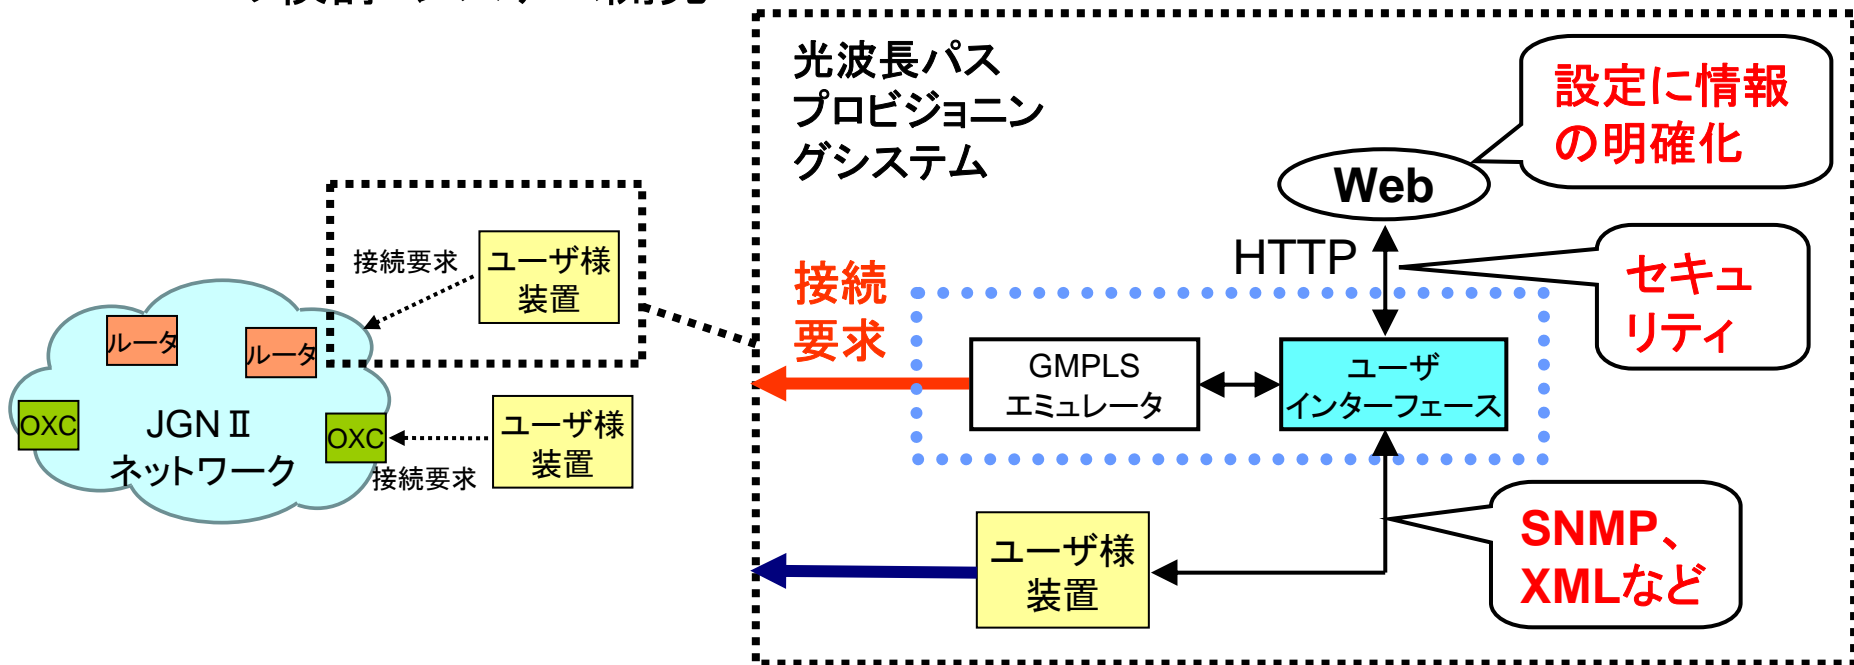 光波長パス
プロビジョニン
グシステム
設定に情報
の明確化
Web
HTTP
セキュ
リティ
接続
要求
GMPLS
エミュレータ
ユーザ
インターフェース
SNMP、
XMLなど
ユーザ様
装置
接続要求
ユーザ様
装置
ルータ
ルータ
OXC
JGNⅡ
ネットワーク
OXC
接続要求
ユーザ様
装置